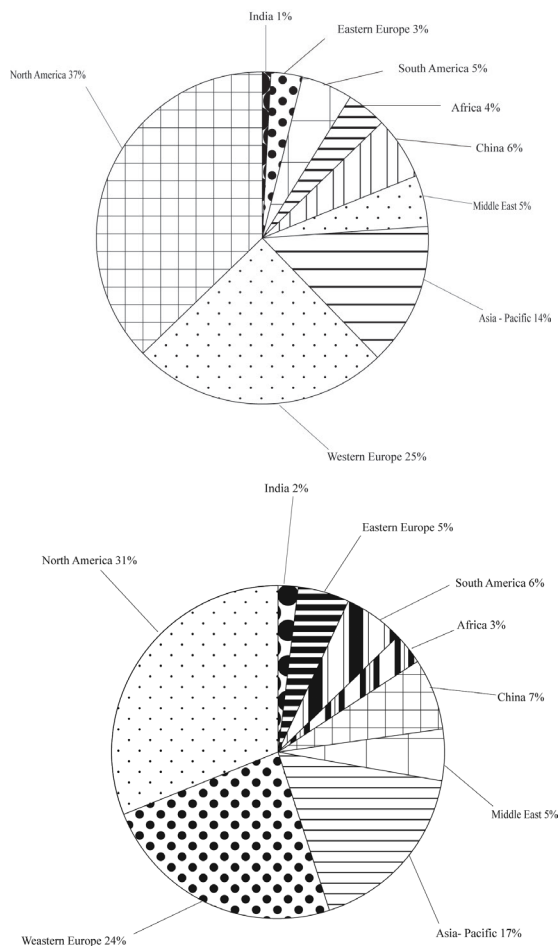 India 1%
Eastern Europe 3%
South America 5%
North America 37%
Africa 4%
China 6%
Middle East 5%
Asia - Pacific 14%
Western Europe 25%
India 2%
Eastern Europe 5%
North America 31%
South America 6%
Africa 3%
China 7%
Middle East 5%
Asia- Pacific 17%
Weastern Europe 24%